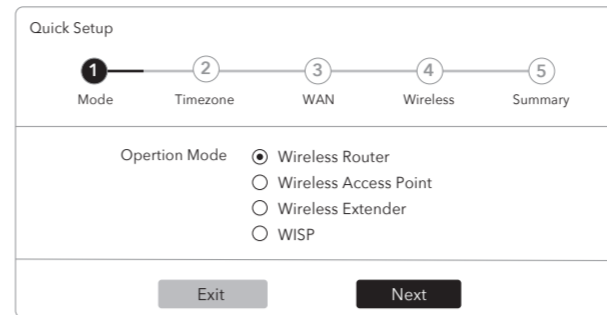 Quick Setup
1 2 3 4 5
Mode Timezone WAN Wireless Summary
Opertion Mode Wireless Router
Wireless Access Point
Wireless Extender
WISP
Exit Next